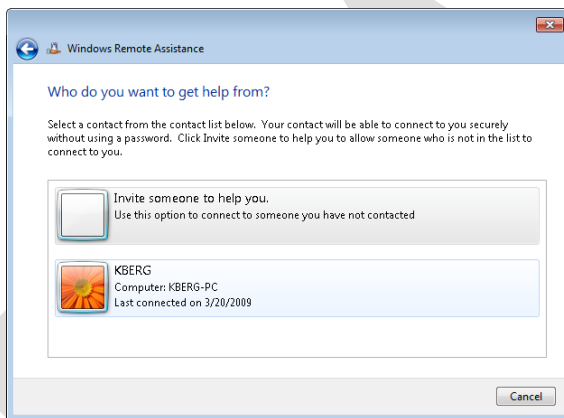 Windows Remote Assistance
Who do you want to get help from?
Select a contact from the contact list below. Your contact will be able to connect to you securely
without using a password. Click Invite someone to help you to allow someone who is not in the list to
connect to you.
Invite someone to help you.
Use this option to connect to someone you have not contacted
KBERG
Computer: KBERG-PC
Last connected on 3/20/2009
Cancel